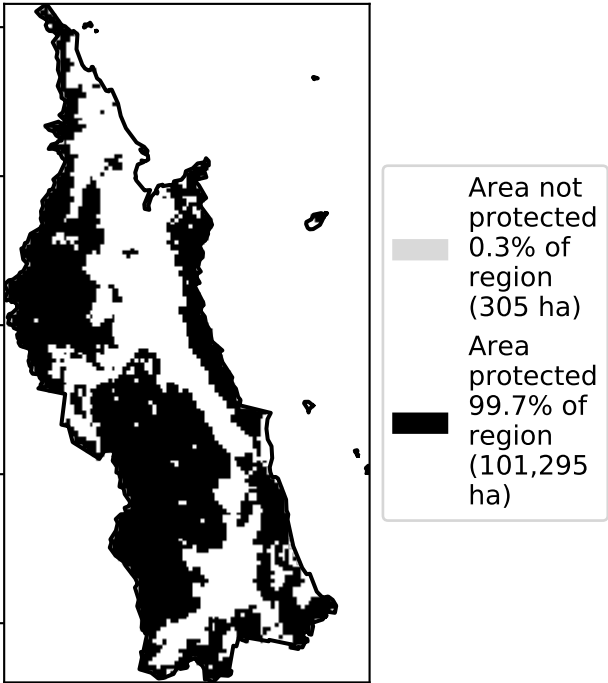 Area not
protected
0.3% of
region
(305 ha)
Area
protected
99.7% of
region
(101,295
ha)